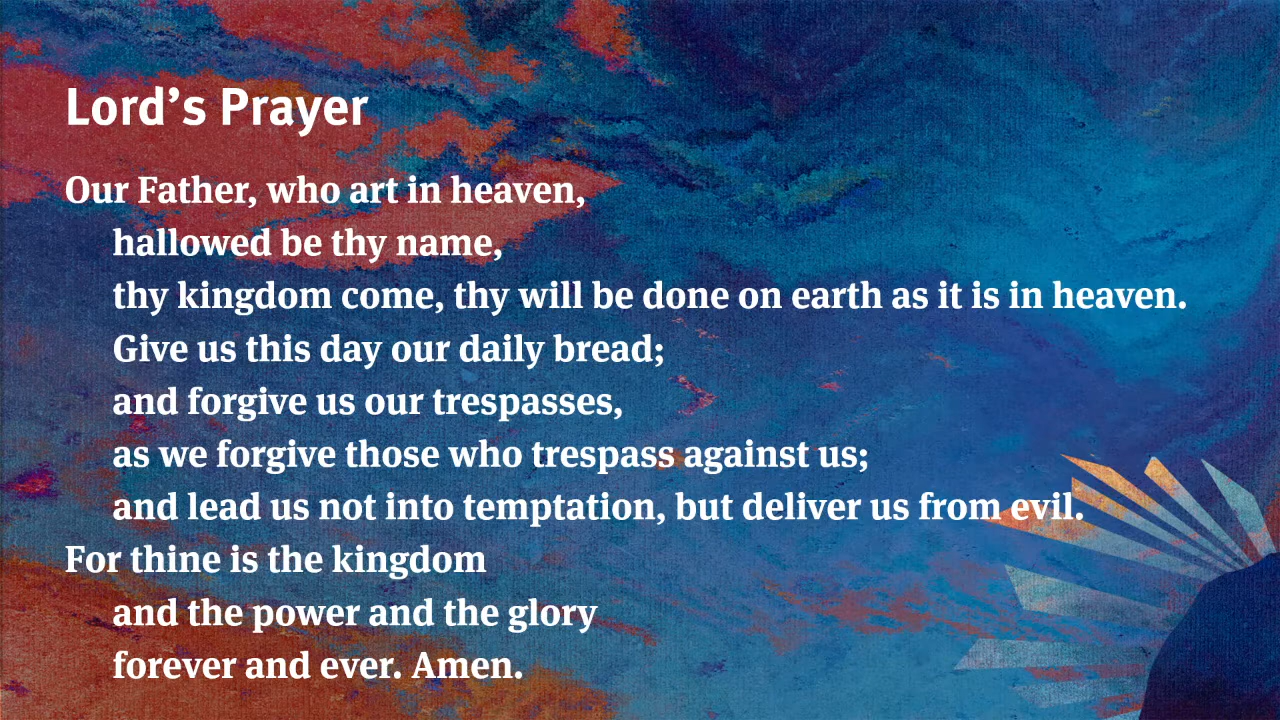 Lord’s Prayer
Our Father, who art in heaven,
hallowed be thy name,
thy kingdom come, thy will be done on earth as it is in heaven.
Give us this day our daily bread;
and forgive us our trespasses,
as we forgive those who trespass against us;
and lead us not into temptation, but deliver us from evil.
For thine is the kingdom
and the power and the glory
forever and ever. Amen.